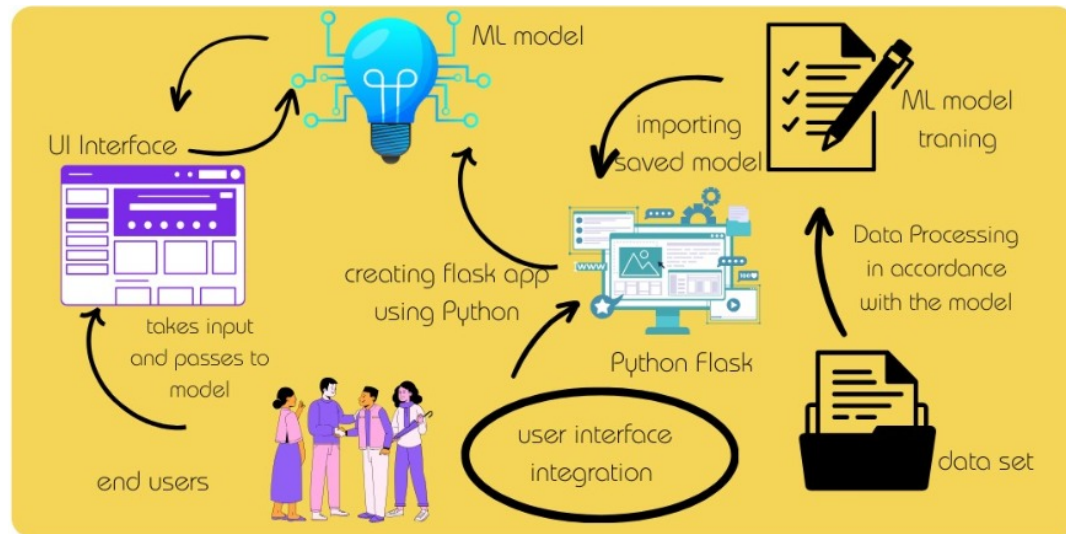 ML model
UI Interface
importing
saved model
ML model
traning
creating flask app
using Python
WWW
Data Processing
in accordance
with the model
takes input
and passes to
model
Python Flask
end users
user interface
integration
data set